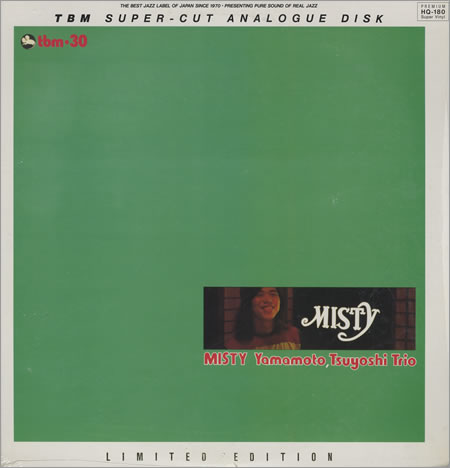 THE BEST JAZZ LABEL OF JAPAN SINCE 1970 • PRESENTING PURE SOUND OF REAL JAZZ
TBM SUPER-CUT ANALOGUE DISK
PREMIUM
HQ-180
Super Vinyl
tbm•30
MISTY
MISTY Yamamoto, Tsuyoshi Trio
LIMITED EDITION